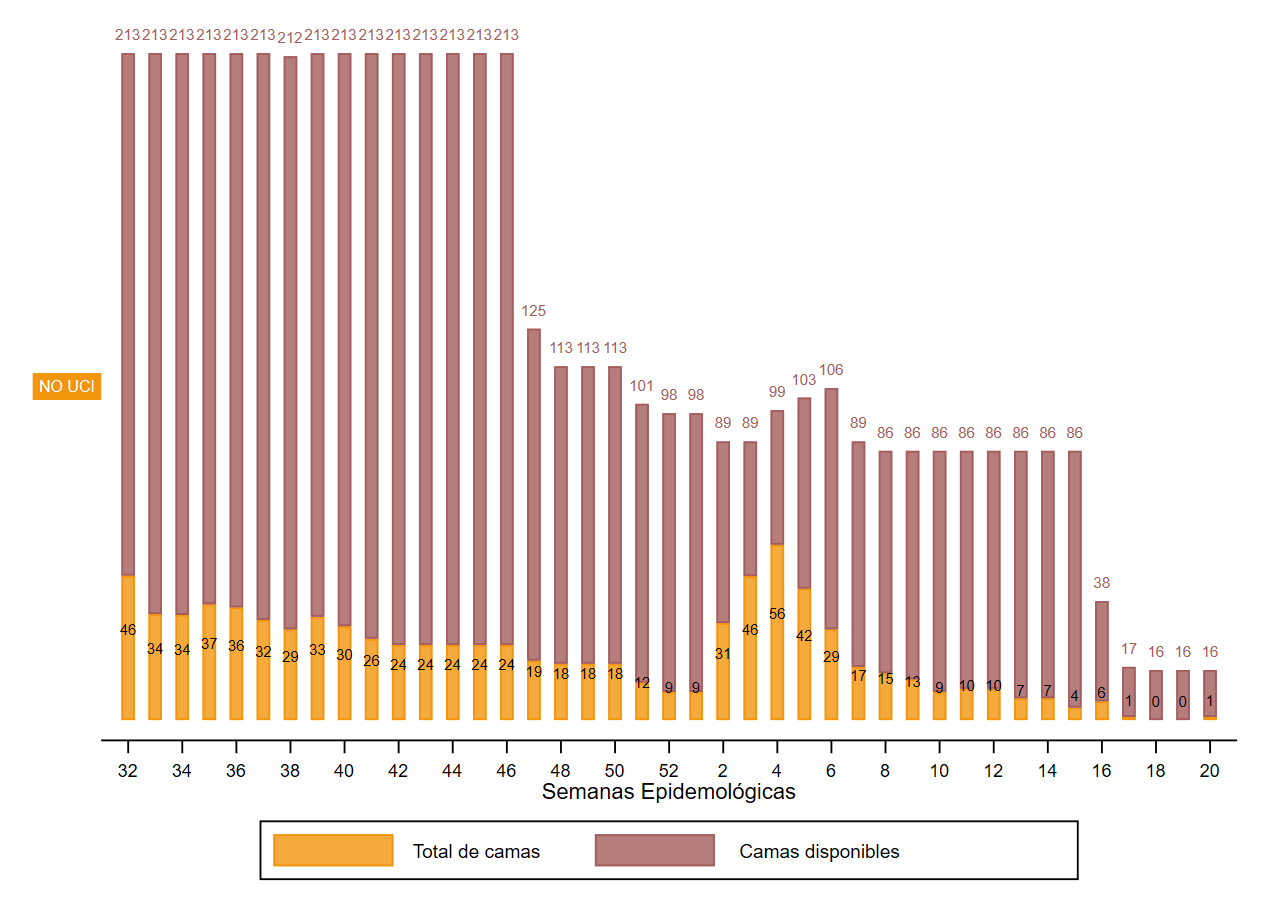 213 213 213 213 213 213 212 213 213 213 213 213 213 213 213
125
113 113 113
101 98 98
89 89 99 103 106 89
86 86 86 86 86 86 86 86
38
17 16 16 16
NO UCI
46 34 34 37 36 32 29 33 30 26 24 24 24 24 24 19 18 18 18 12 9 9 31 46 56 42 29 17 15 13 9 10 10 7 7 4 6 1 0 0 1
32 34 36 38 40 42 44 46 48 50 52 2 4 6 8 10 12 14 16 18 20
Semanas Epidemológicas
Total de camas Camas disponibles